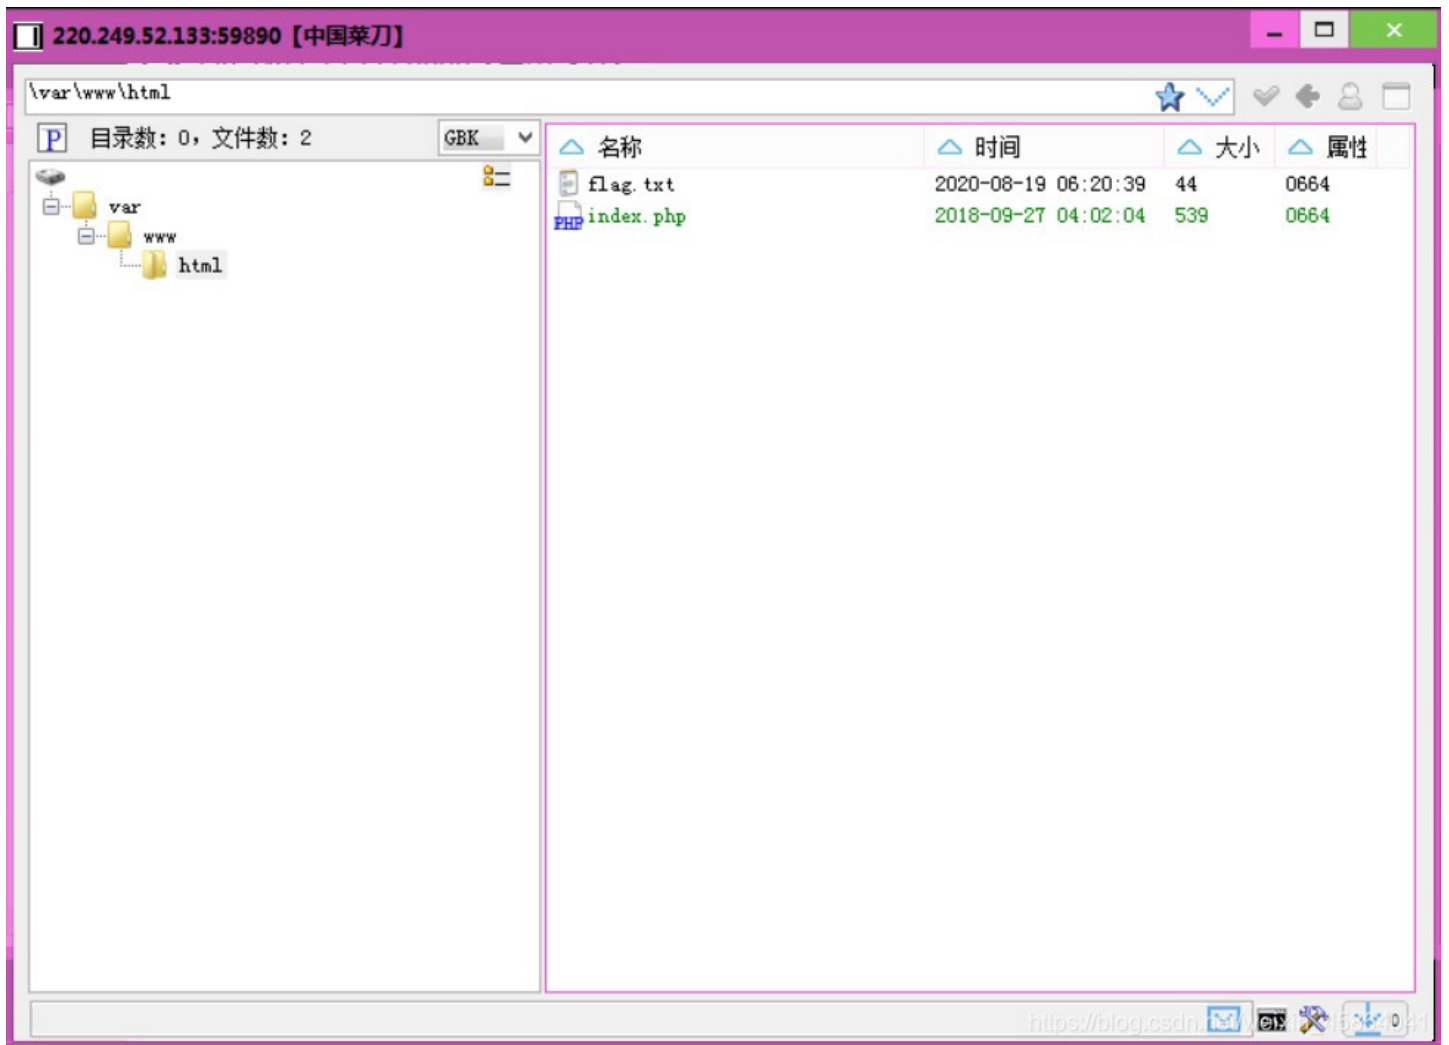 220.249.52.133:59890【中国菜刀】
\var\www\html
P 目录数: 0, 文件数: 2 GBK
名称 时间 大小 属性
var
www
html
flag.txt 2020-08-19 06:20:39 44 0664
PHP index.php 2018-09-27 04:02:04 539 0664
0